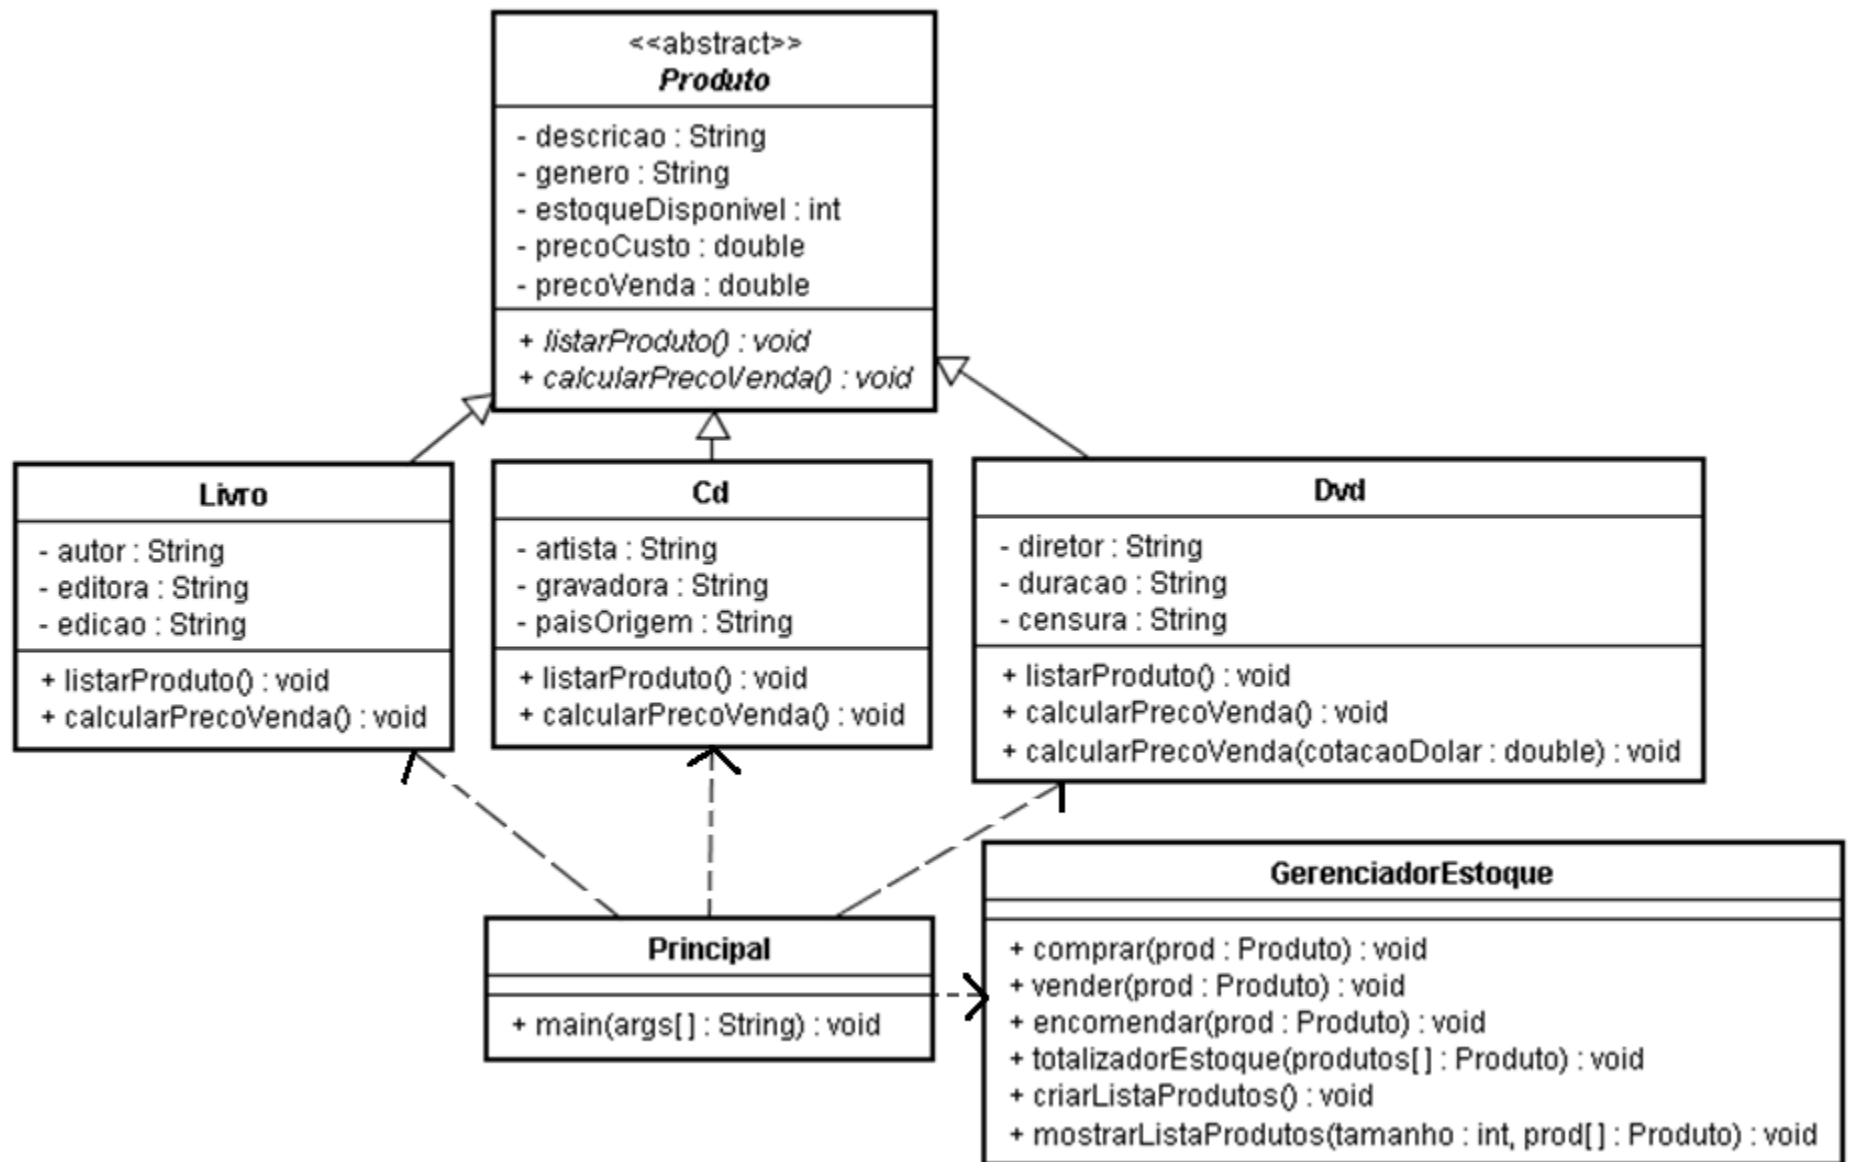 <<abstract>>
Produto
- descricao : String
- genero : String
- estoqueDisponivel : int
- precoCusto : double
- precoVenda : double
+ listarProduto() : void
+ calcularPrecoVenda() : void
Livro
- autor : String
- editora : String
- edicao : String
+ listarProduto() : void
+ calcularPrecoVenda() : void
Cd
- artista : String
- gravadora : String
- paisOrigem : String
+ listarProduto() : void
+ calcularPrecoVenda() : void
Dvd
- diretor : String
- duracao : String
- censura : String
+ listarProduto() : void
+ calcularPrecoVenda() : void
+ calcularPrecoVenda(cotacaoDolar : double) : void
Principal
+ main(args[] : String) : void
GerenciadorEstoque
+ comprar(prod : Produto) : void
+ vender(prod : Produto) : void
+ encomendar(prod : Produto) : void
+ totalizadorEstoque(produtos[] : Produto) : void
+ criarListaProdutos() : void
+ mostrarListaProdutos(tamanho : int, prod[] : Produto) : void